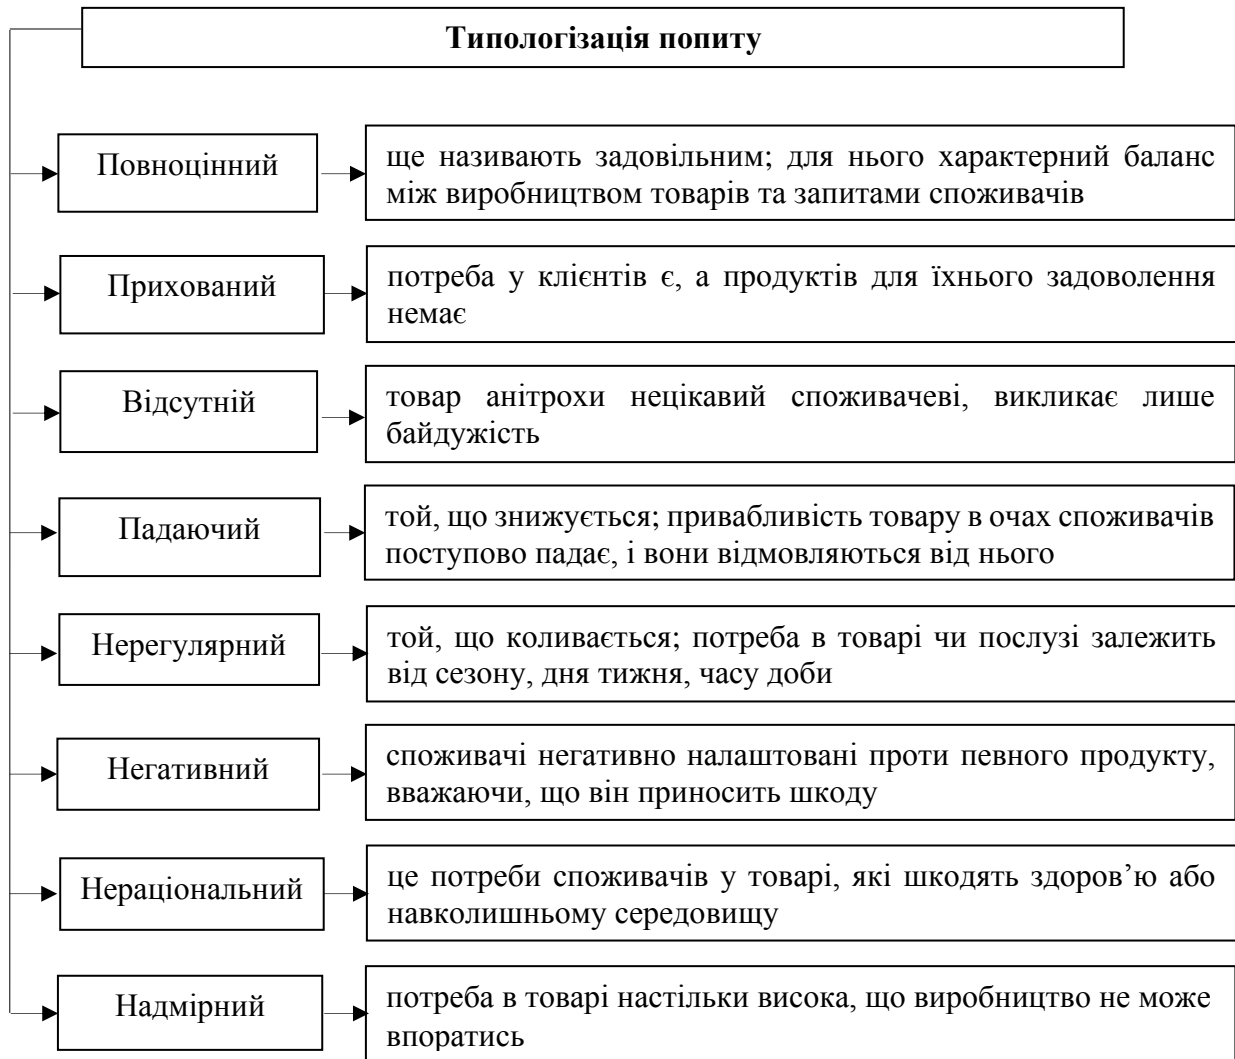 Типологізація попиту
Повноцінний
ще називають задовільним; для нього характерний баланс
між виробництвом товарів та запитами споживачів
Прихований
потреба у клієнтів є, а продуктів для їхнього задоволення
немає
Відсутній
товар анітрохи нецікавий споживачеві, викликає лише
байдужість
Падаючий
той, що знижується; привабливість товару в очах споживачів
поступово падає, і вони відмовляються від нього
Нерегулярний
той, що коливається; потреба в товарі чи послузі залежить
від сезону, дня тижня, часу доби
Негативний
споживачі негативно налаштовані проти певного продукту,
вважаючи, що він приносить шкоду
Нераціональний
це потреби споживачів у товарі, які шкодять здоров’ю або
навколишньому середовищу
Надмірний
потреба в товарі настільки висока, що виробництво не може
впоратись